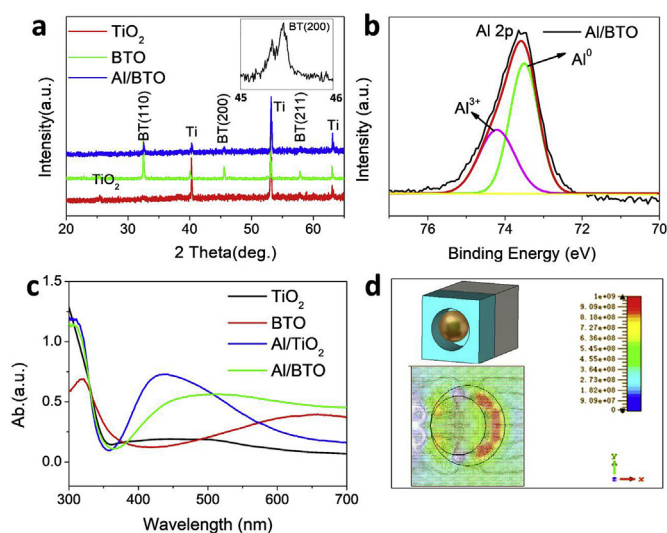 a
TiO2
BTO
Al/BTO
BT(200)
45
46
BT(110)
Ti
BT(200)
Ti
BT(211)
Ti
TiO2
Intensity(a.u.)
20 30 40 50 60
2 Theta(deg.)
b
Al 2p
Al/BTO
Al0
Al3+
Intensity (a.u.)
76 74 72 70
Binding Energy (eV)
c
TiO2
BTO
Al/TiO2
Al/BTO
Ab.(a.u.)
1.5
1.0
0.5
0.0
300 400 500 600 700
Wavelength (nm)
d
1e+09
9.09e+08
8.18e+08
7.27e+08
6.36e+08
5.45e+08
4.55e+08
3.64e+08
2.73e+08
1.82e+08
9.09e+07
0
Y
x